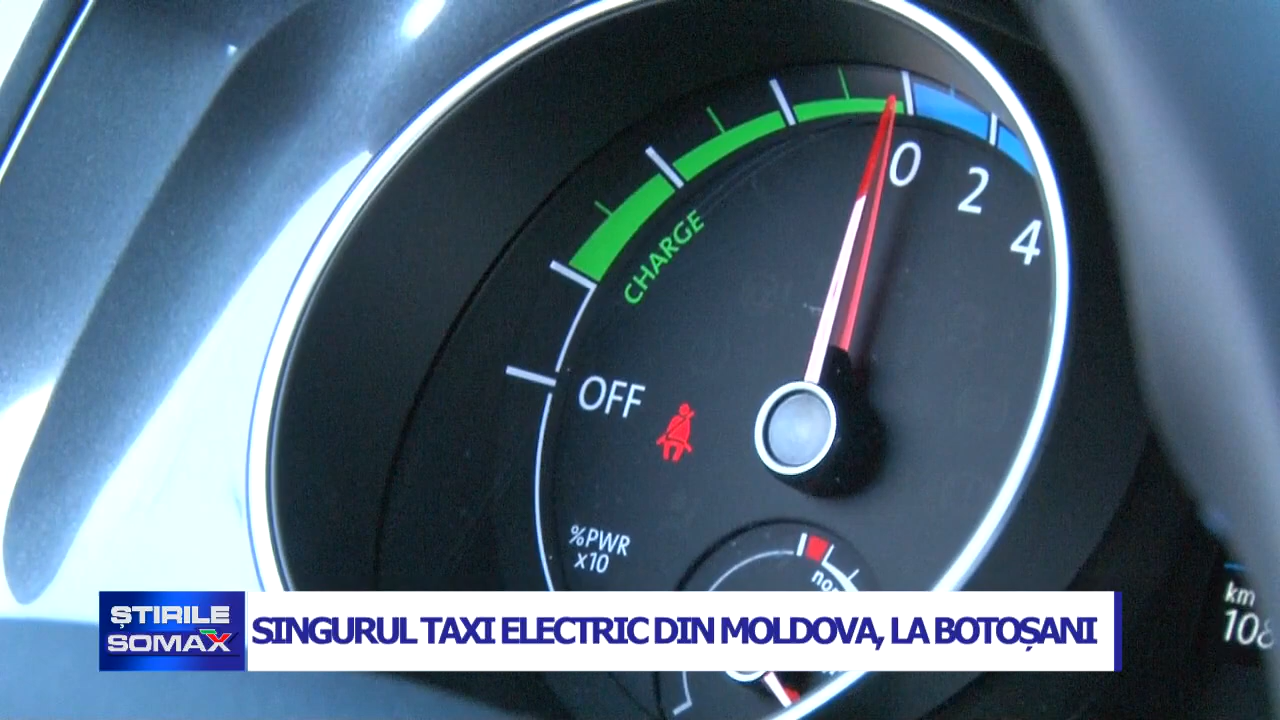 0
2
4
CHARGE
OFF
%PWR
x10
km
ȘTIRILE
SOMAX
SINGURUL TAXI ELECTRIC DIN MOLDOVA, LA BOTOȘANI